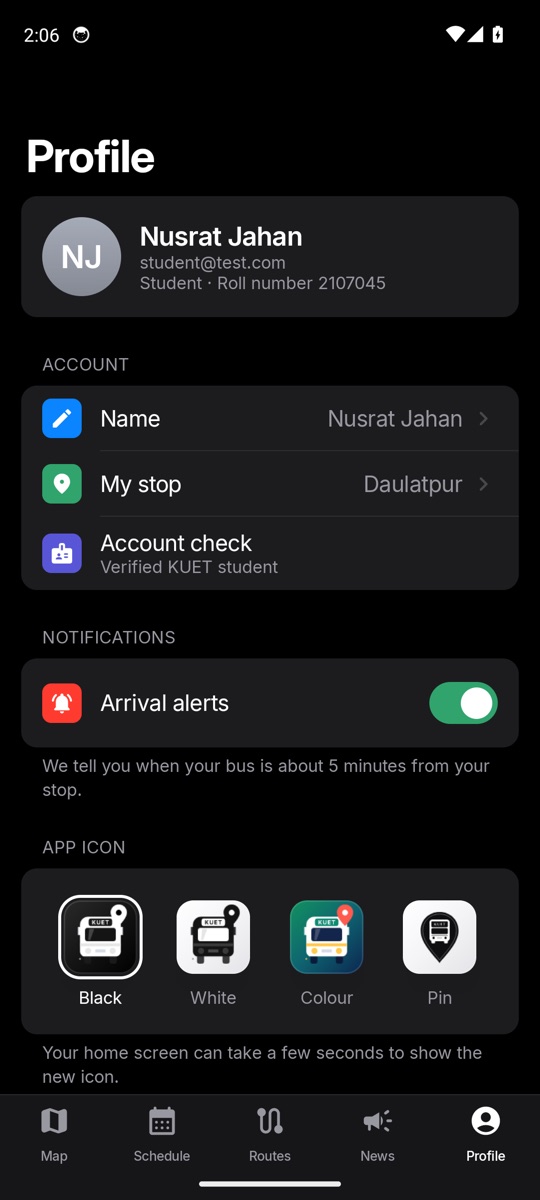 2:06
Profile
NJ
Nusrat Jahan
student@test.com
Student · Roll number 2107045
ACCOUNT
Name Nusrat Jahan
My stop Daulatpur
Account check
Verified KUET student
NOTIFICATIONS
Arrival alerts
We tell you when your bus is about 5 minutes from your
stop.
APP ICON
KUET KUET KUET
Black White Colour Pin
Your home screen can take a few seconds to show the
new icon.
Map Schedule Routes News Profile